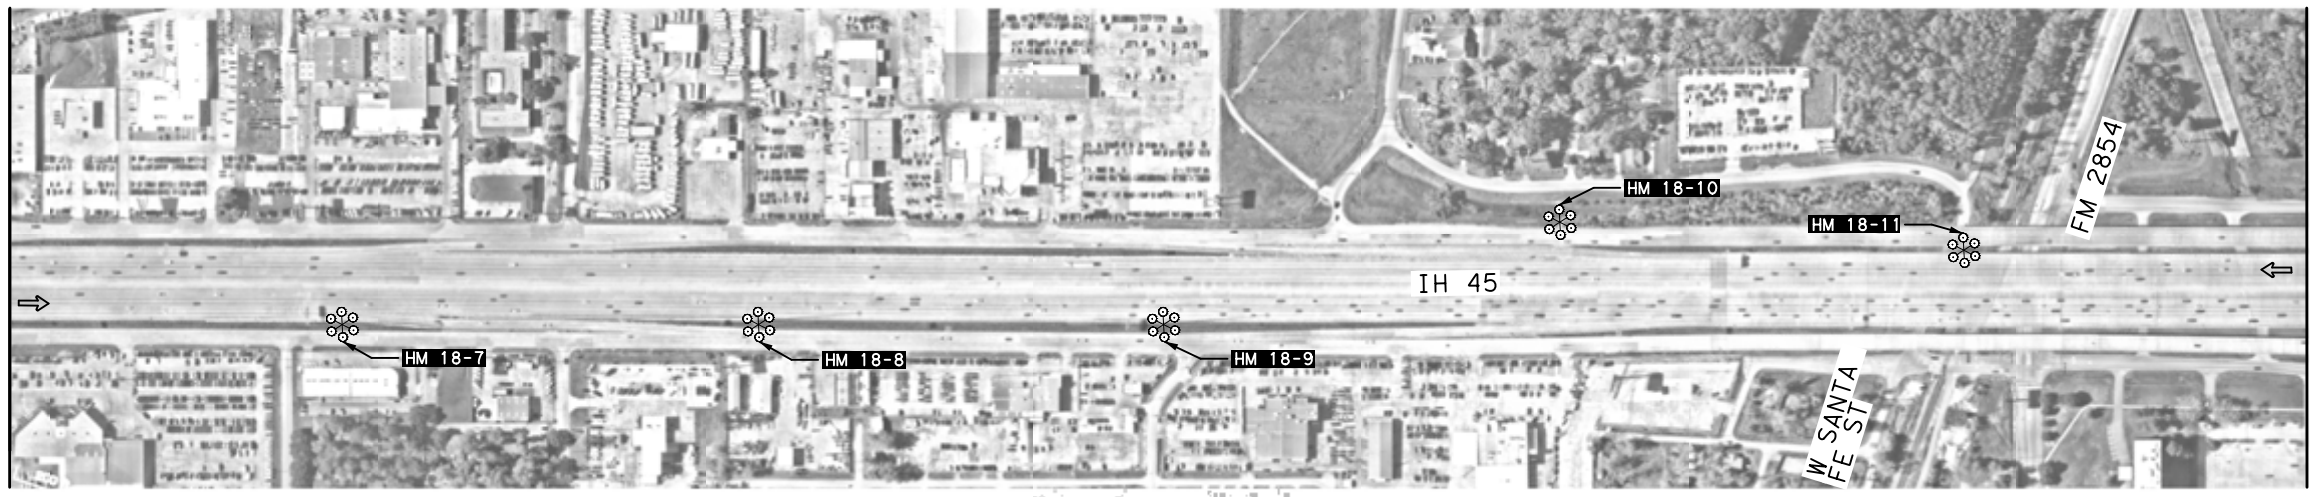 FM 2854
HM 18-10
HM 18-11
IH 45
HM 18-7
HM 18-8
HM 18-9
W SANTA
FE ST